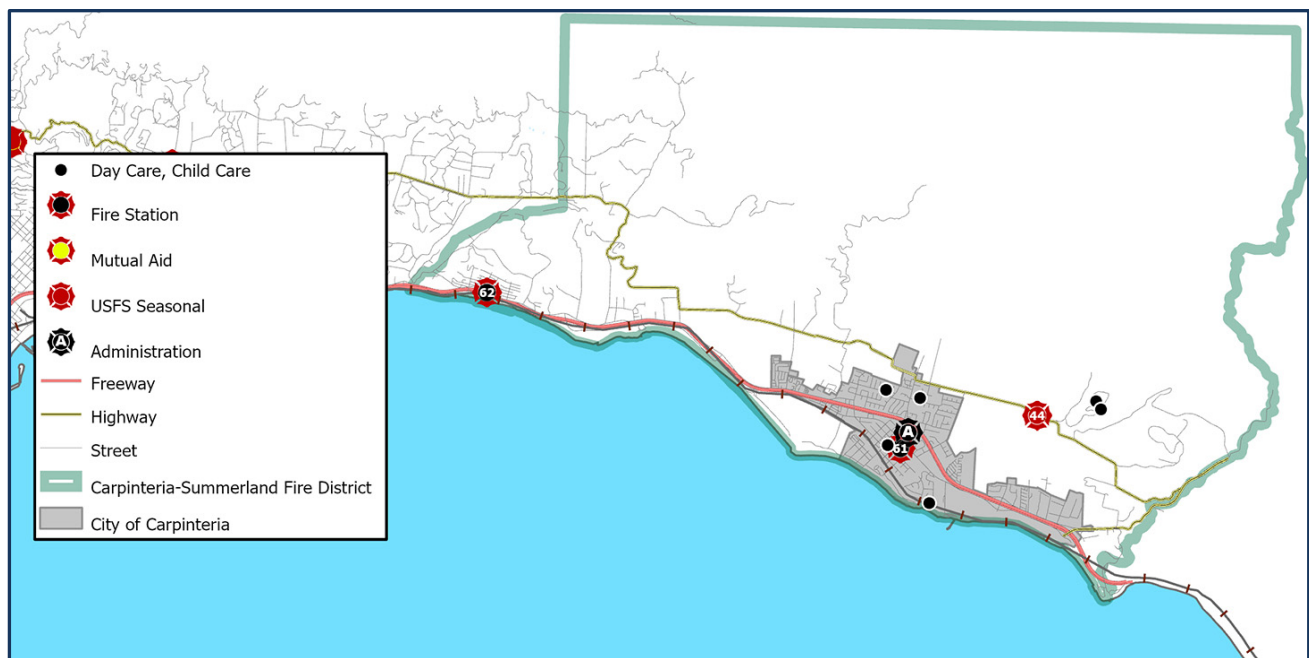 Day Care, Child Care
Fire Station
Mutual Aid
USFS Seasonal
A
Administration
Freeway
Highway
Street
Carpinteria-Summerland Fire District
City of Carpinteria
62
44
A
61